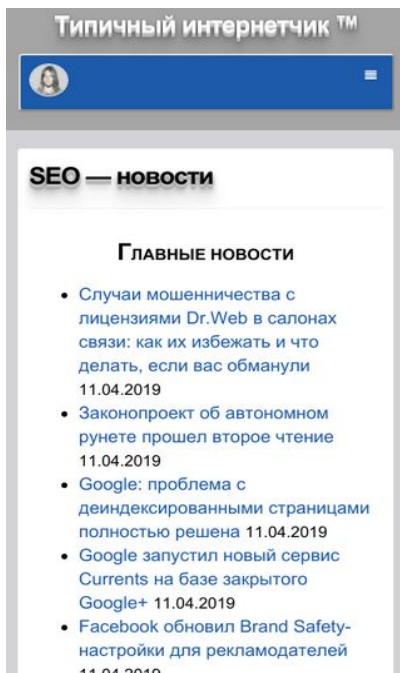 Типичный интернетчик ™
SEO — новости
Главные новости
Случаи мошенничества с
лицензиями Dr.Web в салонах
связи: как их избежать и что
делать, если вас обманули
11.04.2019
Законопроект об автономном
рунете прошел второе чтение
11.04.2019
Google: проблема с
деиндексированными страницами
полностью решена 11.04.2019
Google запустил новый сервис
Currents на базе закрытого
Google+ 11.04.2019
Facebook обновил Brand Safety-
настройки для рекламодателей
11.04.2019